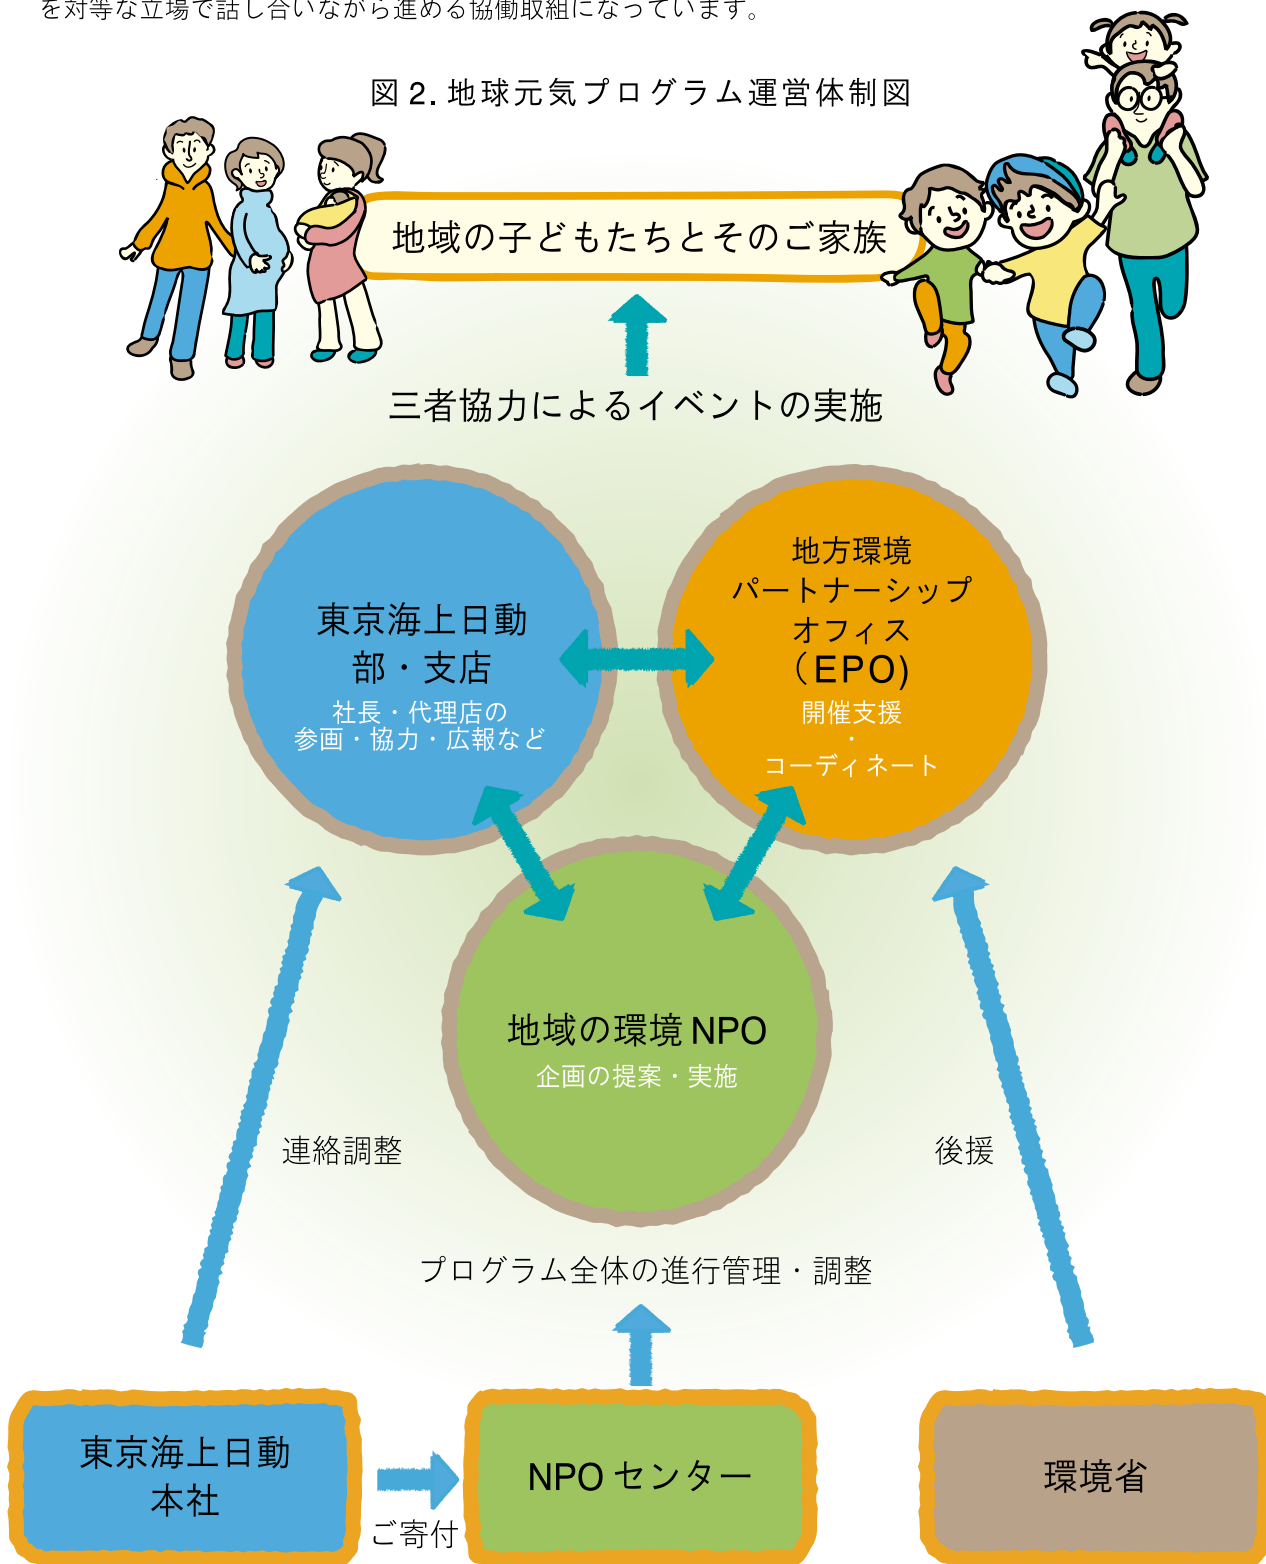 を対等な立場で話し合いながら進める協働取組になっています。
図 2. 地球元気プログラム運営体制図
地域の子どもたちとそのご家族
三者協力によるイベントの実施
東京海上日動
部・支店
社長・代理店の
参画・協力・広報など
地方環境
パートナーシップ
オフィス
（EPO)
開催支援
・
コーディネート
地域の環境 NPO
企画の提案・実施
連絡調整
後援
プログラム全体の進行管理・調整
東京海上日動
本社
ご寄付
NPO センター
環境省